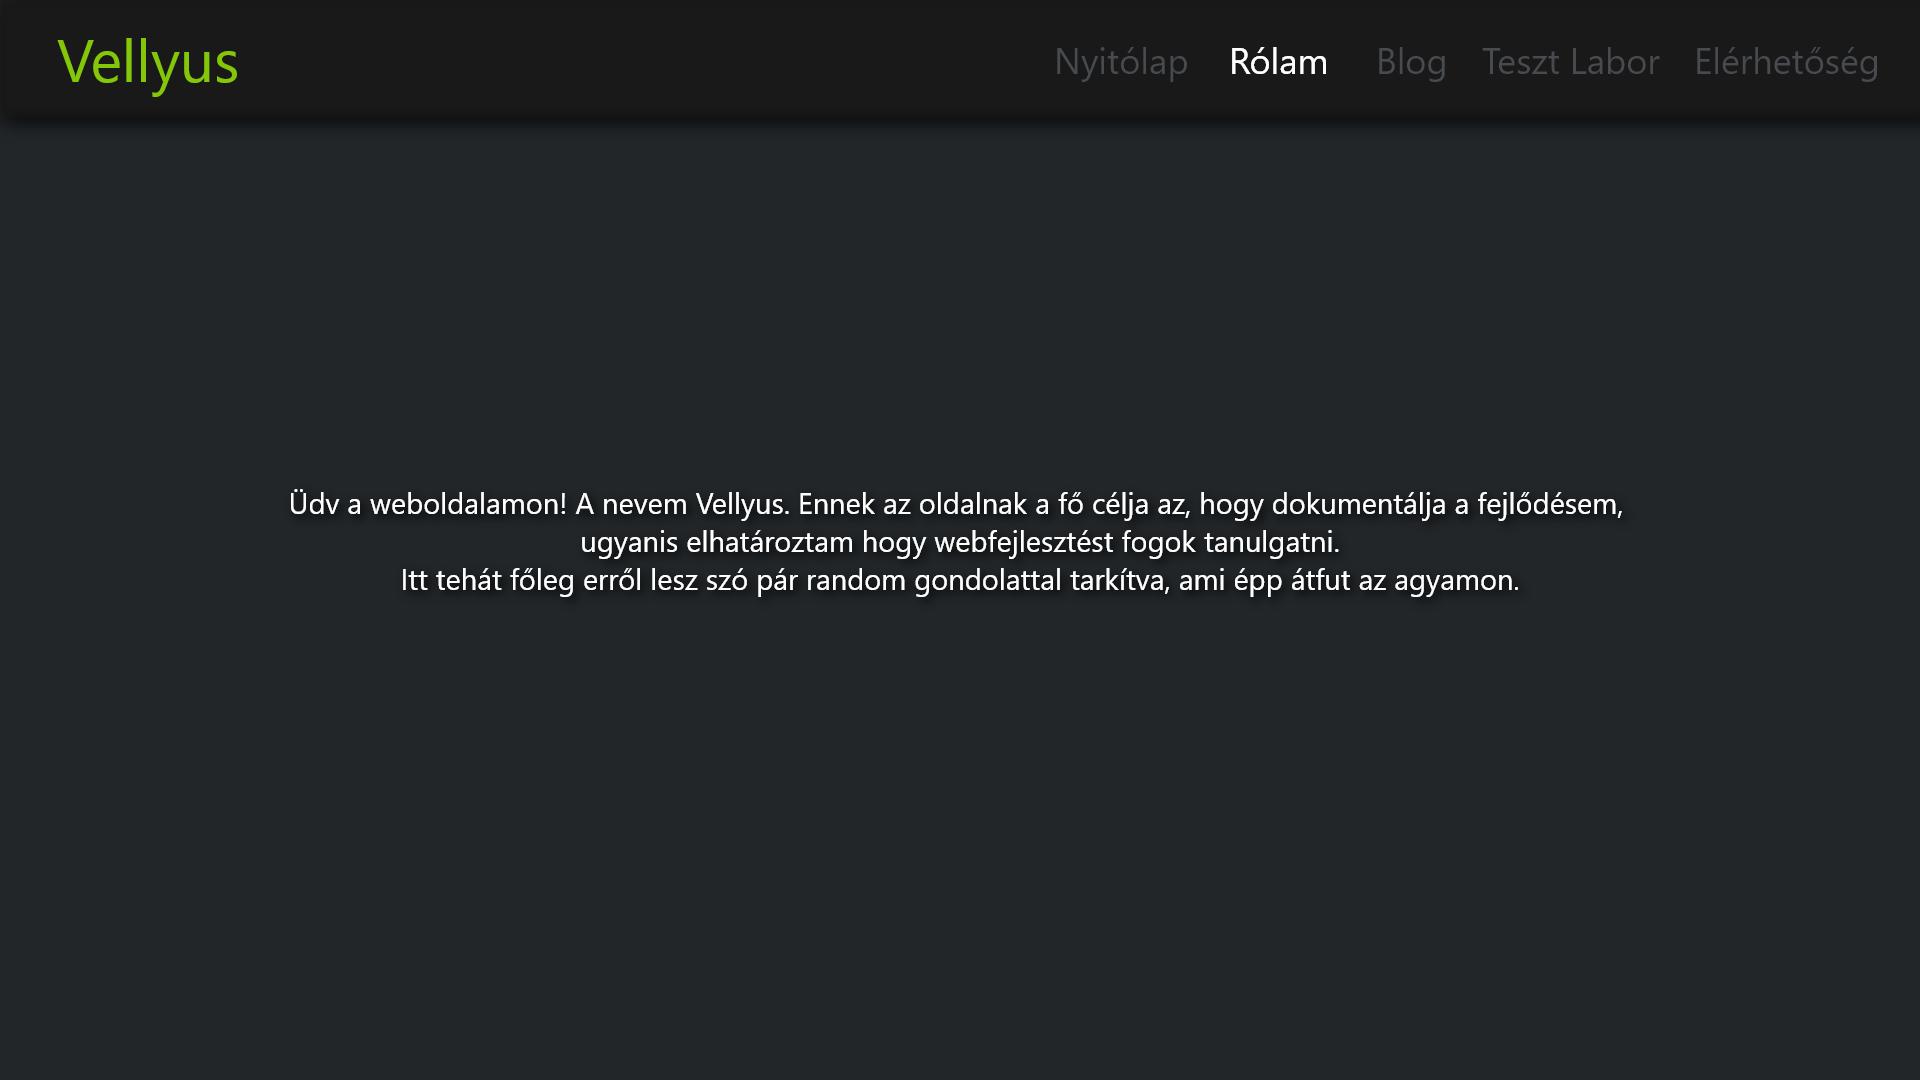 Vellyus
Nyitólap Rólam Blog Teszt Labor Elérhetőség
Üdv a weboldalamon! A nevem Vellyus. Ennek az oldalnak a fő célja az, hogy dokumentálja a fejlődésem,
ugyanis elhatároztam hogy webfejlesztést fogok tanulgatni.
Itt tehát főleg erről lesz szó pár random gondolattal tarkítva, ami épp átfut az agyamon.